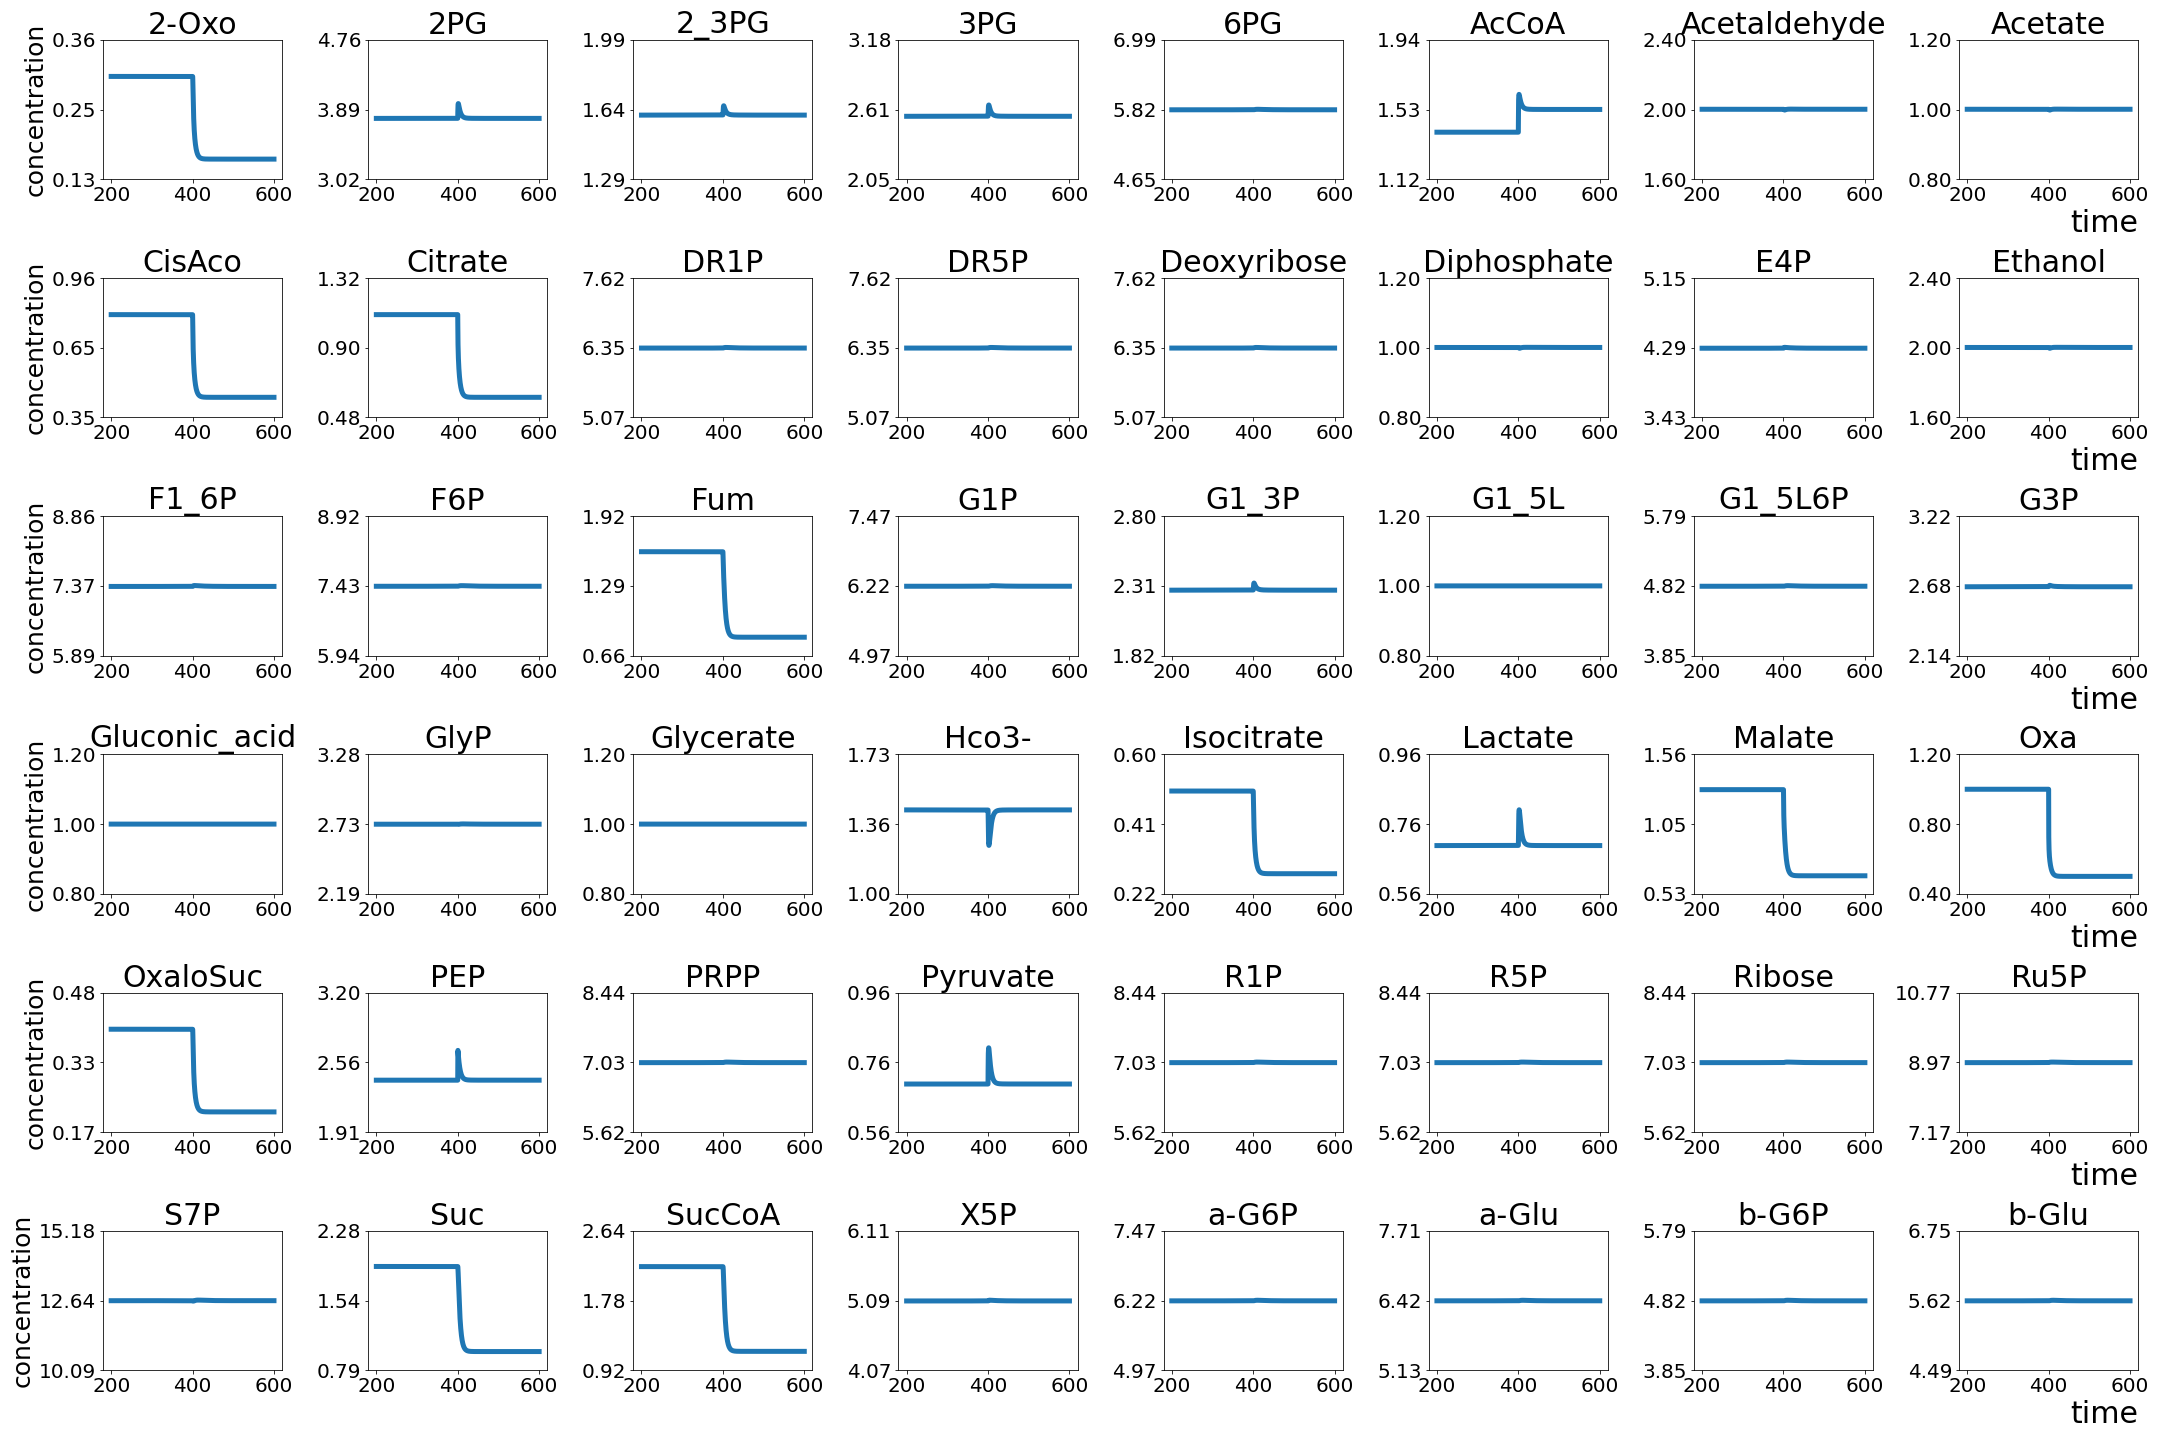 2-Oxo 2PG 2_3PG 3PG 6PG AcCoA Acetaldehyde Acetate
concentration
0.36 4.76 1.99 3.18 6.99 1.94 2.40 1.20
0.25 3.89 1.64 2.61 5.82 1.53 2.00 1.00
0.13 3.02 1.29 2.05 4.65 1.12 1.60 0.80
200 400 600 200 400 600 200 400 600 200 400 600 200 400 600 200 400 600 200 400 600 200 400 600
time
CisAco Citrate DR1P DR5P Deoxyribose Diphosphate E4P Ethanol
concentration
0.96 1.32 7.62 7.62 7.62 1.20 5.15 2.40
0.65 0.90 6.35 6.35 6.35 1.00 4.29 2.00
0.35 0.48 5.07 5.07 5.07 0.80 3.43 1.60
200 400 600 200 400 600 200 400 600 200 400 600 200 400 600 200 400 600 200 400 600 200 400 600
time
F1_6P F6P Fum G1P G1_3P G1_5L G1_5L6P G3P
concentration
8.86 8.92 1.92 7.47 2.80 1.20 5.79 3.22
7.37 7.43 1.29 6.22 2.31 1.00 4.82 2.68
5.89 5.94 0.66 4.97 1.82 0.80 3.85 2.14
200 400 600 200 400 600 200 400 600 200 400 600 200 400 600 200 400 600 200 400 600 200 400 600
time
Gluconic_acid GlyP Glycerate Hco3- Isocitrate Lactate Malate Oxa
concentration
1.20 3.28 1.20 1.73 0.60 0.96 1.56 1.20
1.00 2.73 1.00 1.36 0.41 0.76 1.05 0.80
0.80 2.19 0.80 1.00 0.22 0.56 0.53 0.40
200 400 600 200 400 600 200 400 600 200 400 600 200 400 600 200 400 600 200 400 600 200 400 600
time
OxaloSuc PEP PRPP Pyruvate R1P R5P Ribose Ru5P
concentration
0.48 3.20 8.44 0.96 8.44 8.44 8.44 10.77
0.33 2.56 7.03 0.76 7.03 7.03 7.03 8.97
0.17 1.91 5.62 0.56 5.62 5.62 5.62 7.17
200 400 600 200 400 600 200 400 600 200 400 600 200 400 600 200 400 600 200 400 600 200 400 600
time
S7P Suc SucCoA X5P a-G6P a-Glu b-G6P b-Glu
concentration
15.18 2.28 2.64 6.11 7.47 7.71 5.79 6.75
12.64 1.54 1.78 5.09 6.22 6.42 4.82 5.62
10.09 0.79 0.92 4.07 4.97 5.13 3.85 4.49
200 400 600 200 400 600 200 400 600 200 400 600 200 400 600 200 400 600 200 400 600 200 400 600
time